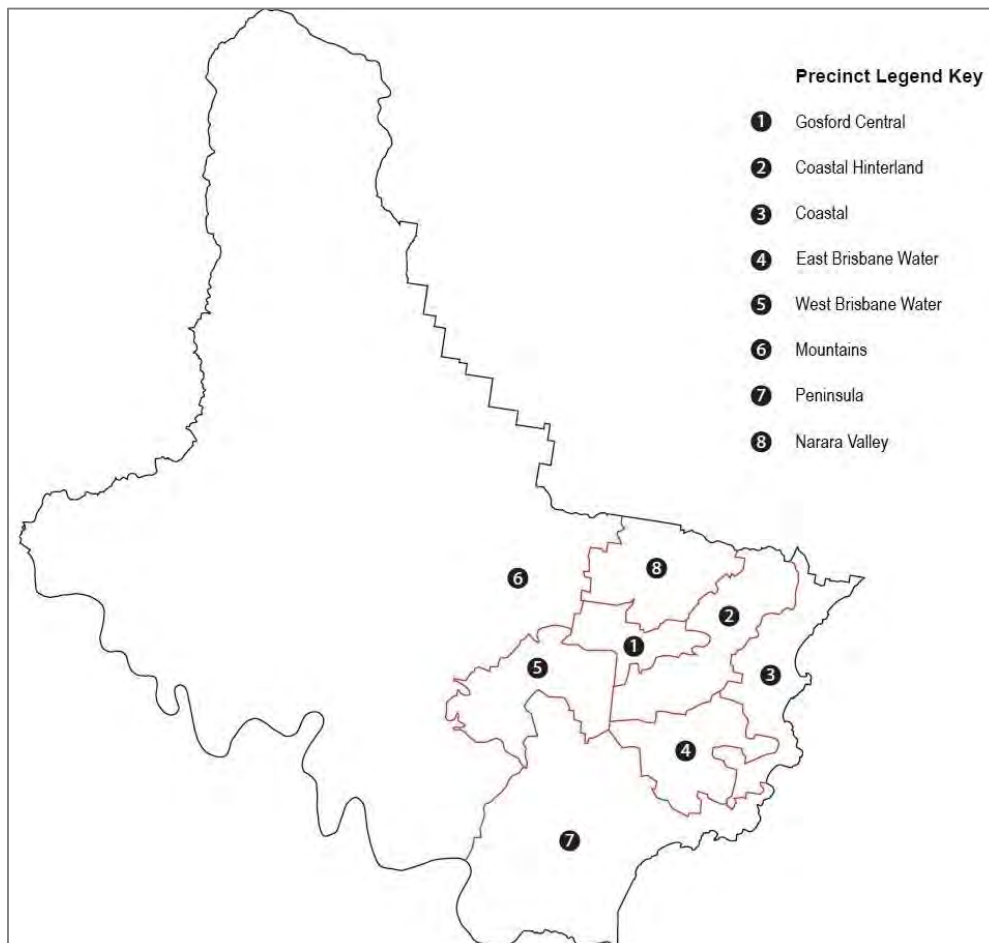 Precinct Legend Key
1 Gosford Central
2 Coastal Hinterland
3 Coastal
4 East Brisbane Water
5 West Brisbane Water
6 Mountains
7 Peninsula
8 Narara Valley
8
6
2
1
5
3
4
7